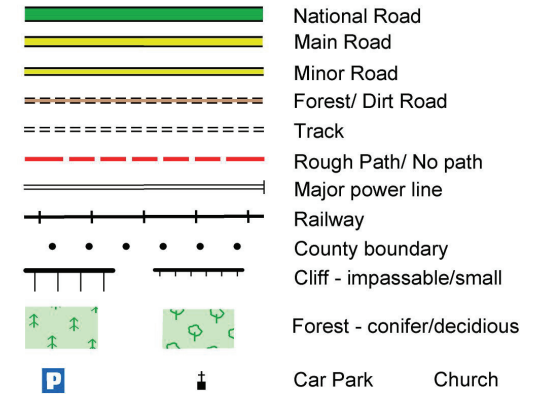 National Road
Main Road
Minor Road
Forest/ Dirt Road
Track
Rough Path/ No path
Major power line
Railway
County boundary
Cliff - impassable/small
Forest - conifer/decidious
P Car Park Church